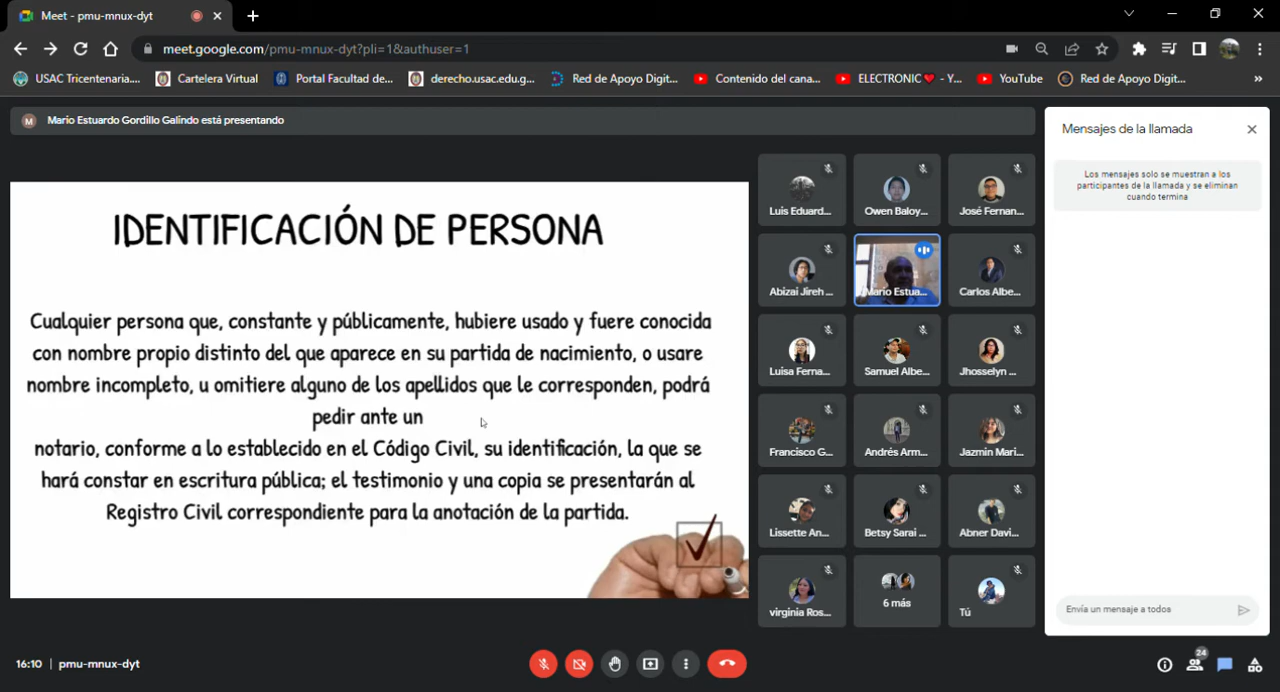 Meet - pmu-mnux-dyt
meet.google.com/pmu-mnux-dyt?pli=1&authuser=1
USAC Tricentenaria....
Cartelera Virtual
Portal Facultad de...
derecho.usac.edu.g...
Red de Apoyo Digit...
Contenido del cana...
ELECTRONIC❤ - Y...
YouTube
Red de Apoyo Digit...
»
M
Mario Estuardo Gordillo Galindo está presentando
IDENTIFICACIÓN DE PERSONA
Cualquier persona que, constante y públicamente, hubiere usado y fuere conocida
con nombre propio distinto del que aparece en su partida de nacimiento, o usare
nombre incompleto, u omitiere alguno de los apellidos que le corresponden, podrá
pedir ante un
notario, conforme a lo establecido en el Código Civil, su identificación, la que se
hará constar en escritura pública; el testimonio y una copia se presentarán al
Registro Civil correspondiente para la anotación de la partida.
Luis Eduard...
Owen Baloy...
José Fernan...
Abizai Jireh ...
Mario Estua...
Carlos Albe...
Luisa Ferna...
Samuel Albe...
Jhosselyn ...
Francisco G...
Andrés Arm...
Jazmin Mari...
Lissette An...
Betsy Sarai ...
Abner Davi...
virginia Ros...
6 más
Tú
Mensajes de la llamada
Los mensajes solo se muestran a los
participantes de la llamada y se eliminan
cuando termina
Envía un mensaje a todos
16:10 | pmu-mnux-dyt
24